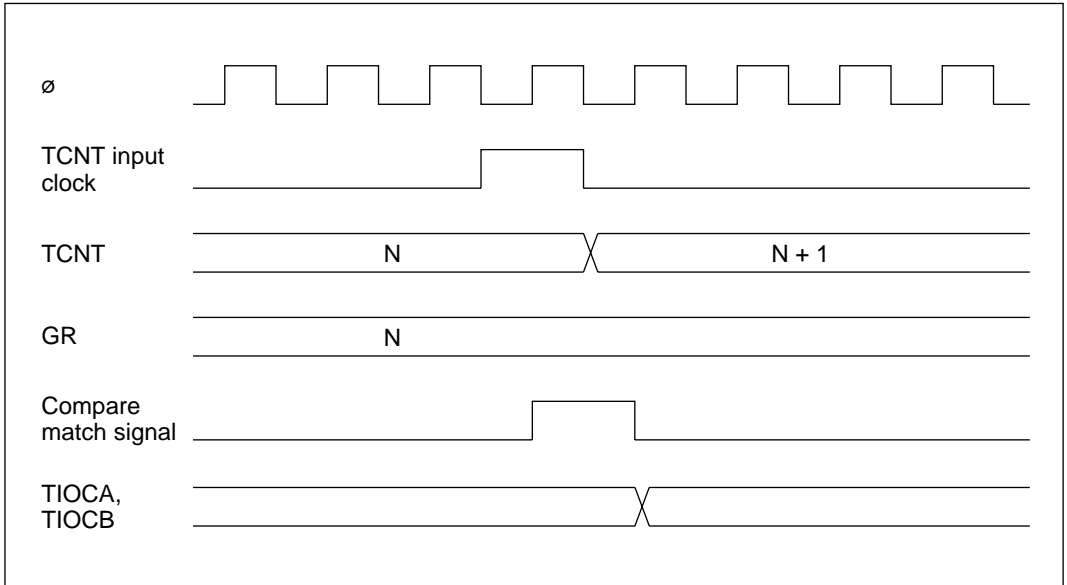 ø
TCNT input
clock
TCNT
N
N + 1
GR
N
Compare
match signal
TIOCA,
TIOCB